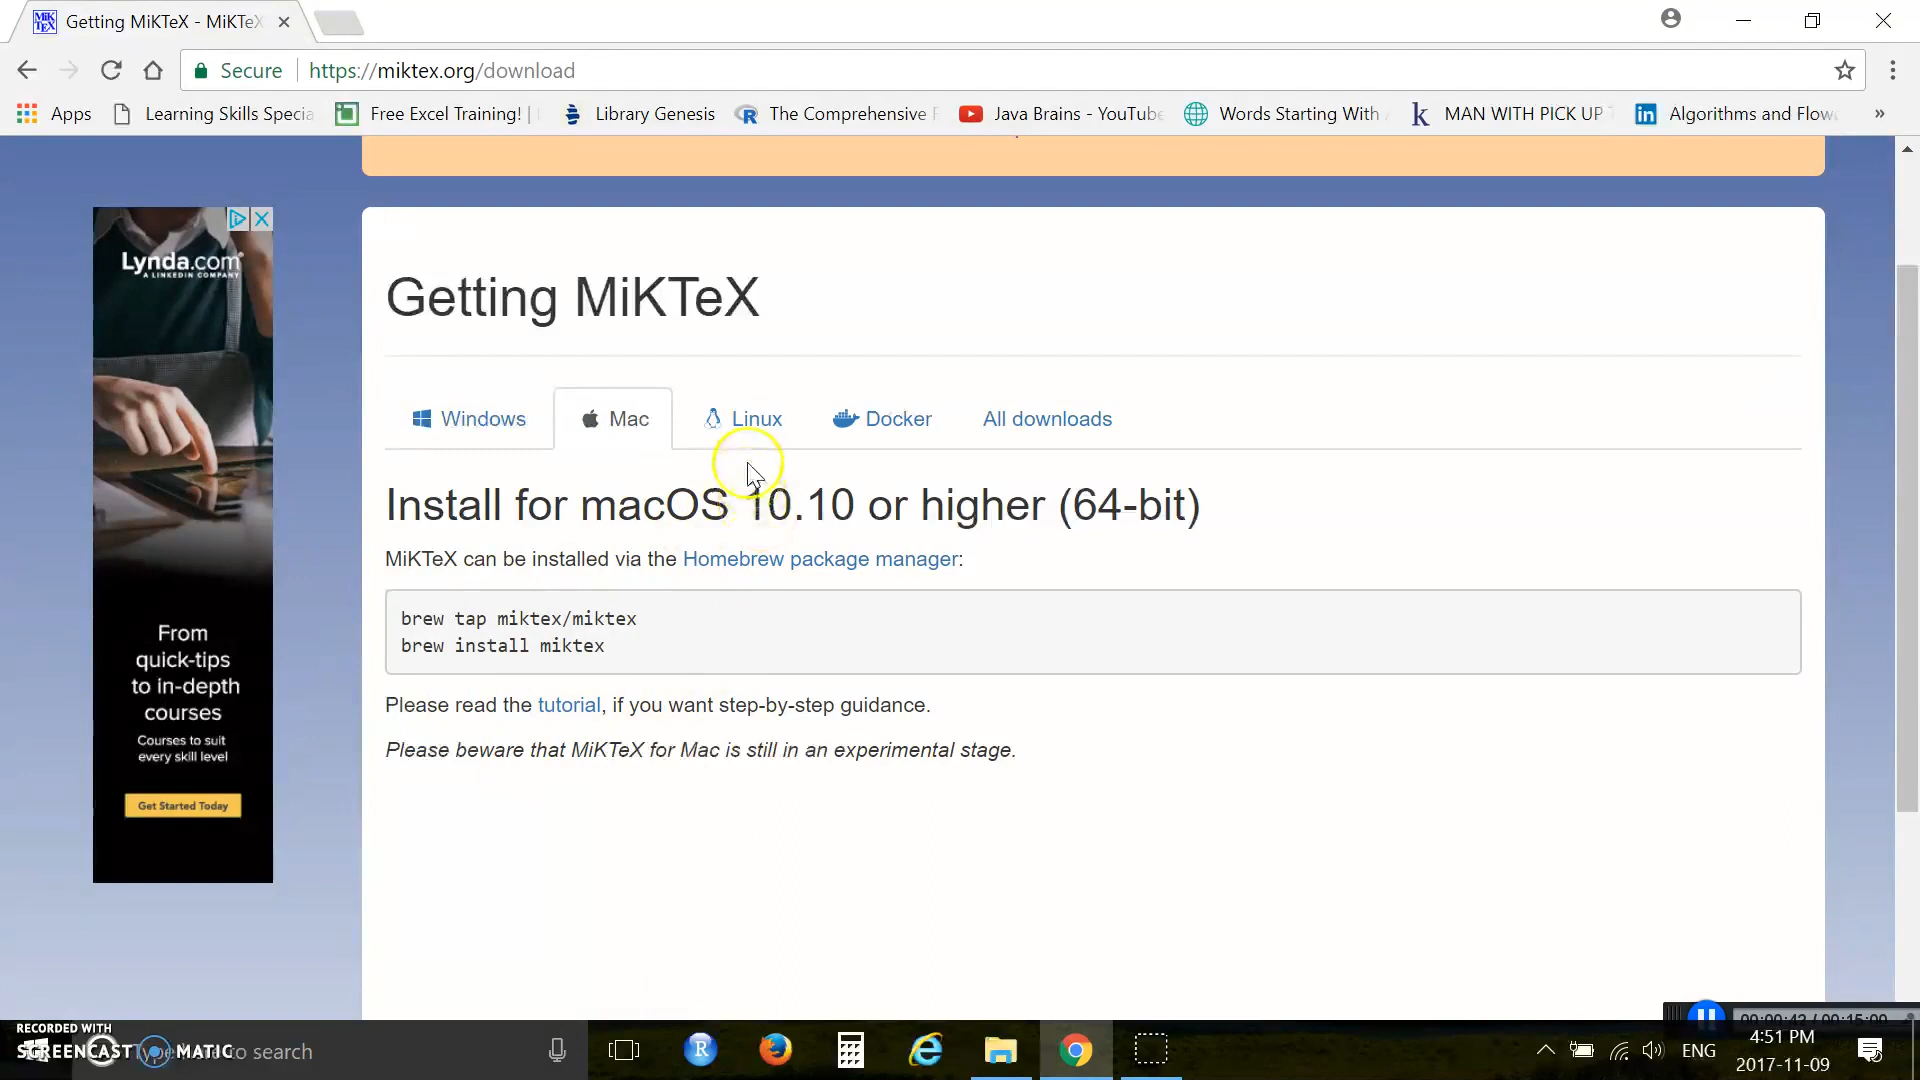 Getting MiKTeX - MiKTeX
Secure https://miktex.org/download
Apps Learning Skills Specia Free Excel Training! | Library Genesis The Comprehensive Java Brains - YouTube Words Starting With MAN WITH PICK UP Algorithms and Flow »
Lynda.com
A LINKEDIN COMPANY
From
quick-tips
to in-depth
courses
Courses to suit
every skill level
Get Started Today
Getting MiKTeX
Windows Mac Linux Docker All downloads
Install for macOS 10.10 or higher (64-bit)
MiKTeX can be installed via the Homebrew package manager:
brew tap miktex/miktex
brew install miktex
Please read the tutorial, if you want step-by-step guidance.
Please beware that MiKTeX for Mac is still in an experimental stage.
RECORDED WITH
SCREENCAST MATIC
to search
ENG
4:51 PM
2017-11-09